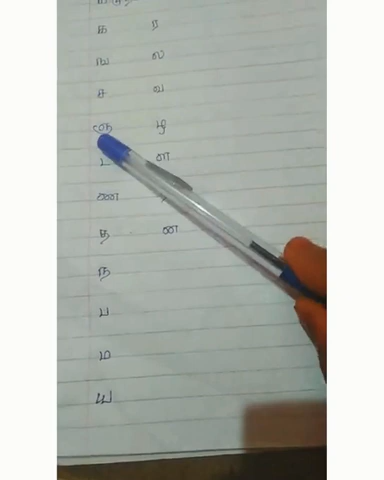 க ர
ங ல
ச வ
ஞ ழ
ட ள
ண
த ன
ந
ப
ம
ய